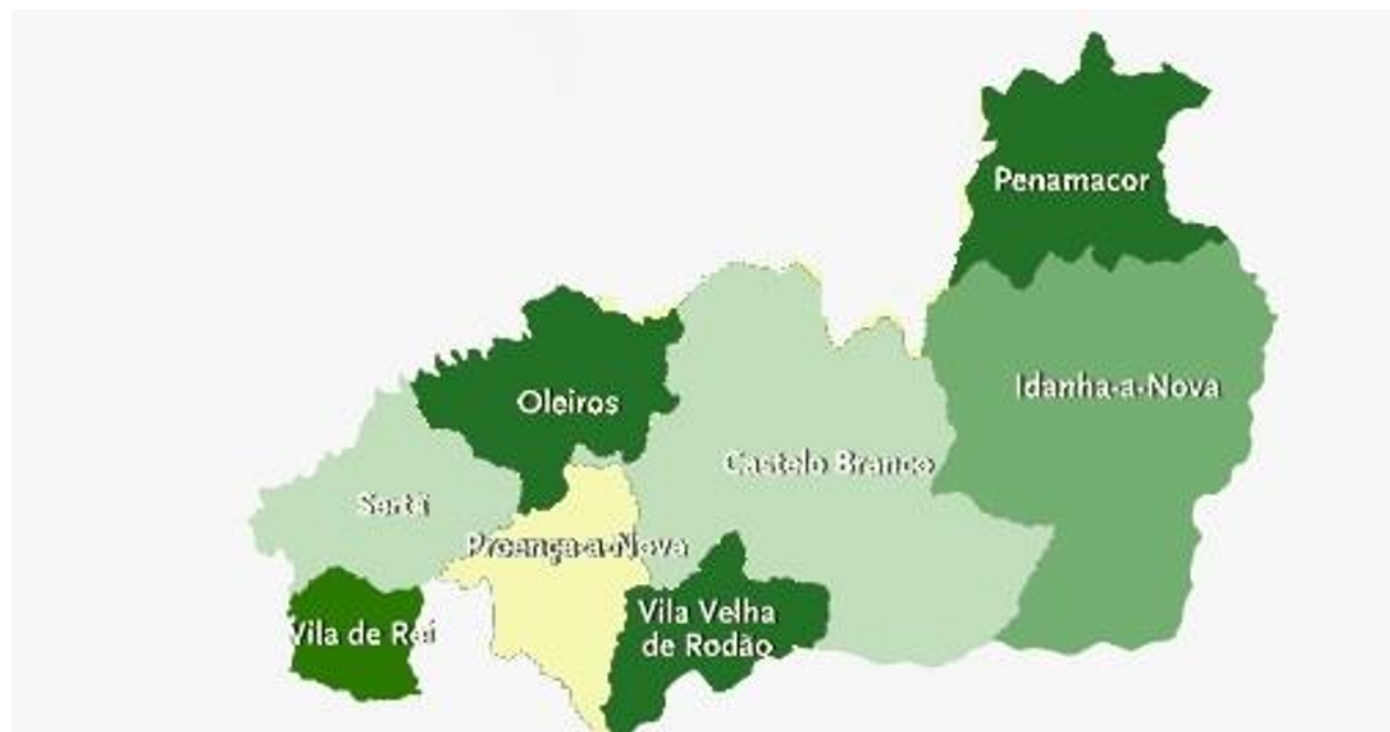 Penamacor
Idanha-a-Nova
Oleiros
Castelo Branco
Sertã
Proença-a-Nova
Vila Velha
de Rodão
Vila de Rei